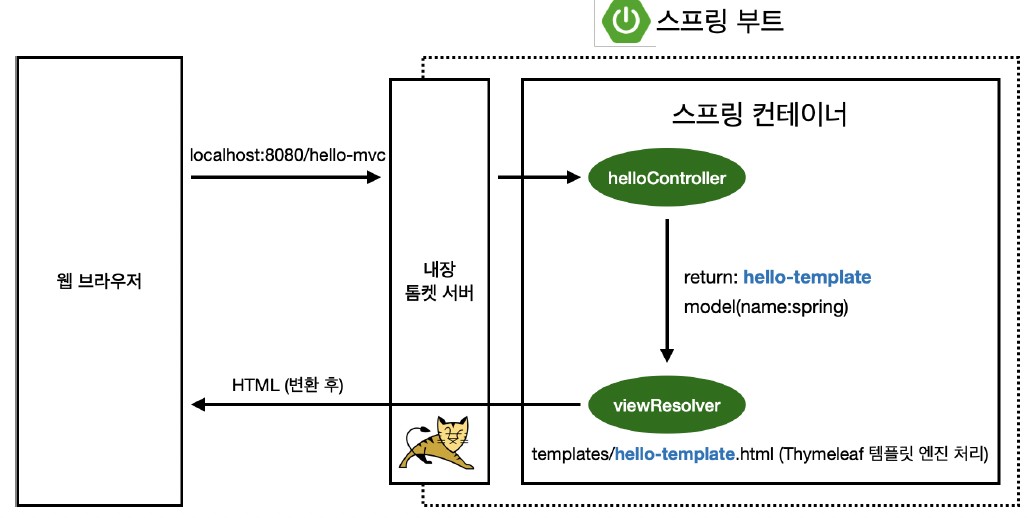 스프링 부트
스프링 컨테이너
localhost:8080/hello-mvc
helloController
웹 브라우저
내장
톰켓 서버
return: hello-template
model(name:spring)
HTML (변환 후)
viewResolver
templates/hello-template.html (Thymeleaf 템플릿 엔진 처리)